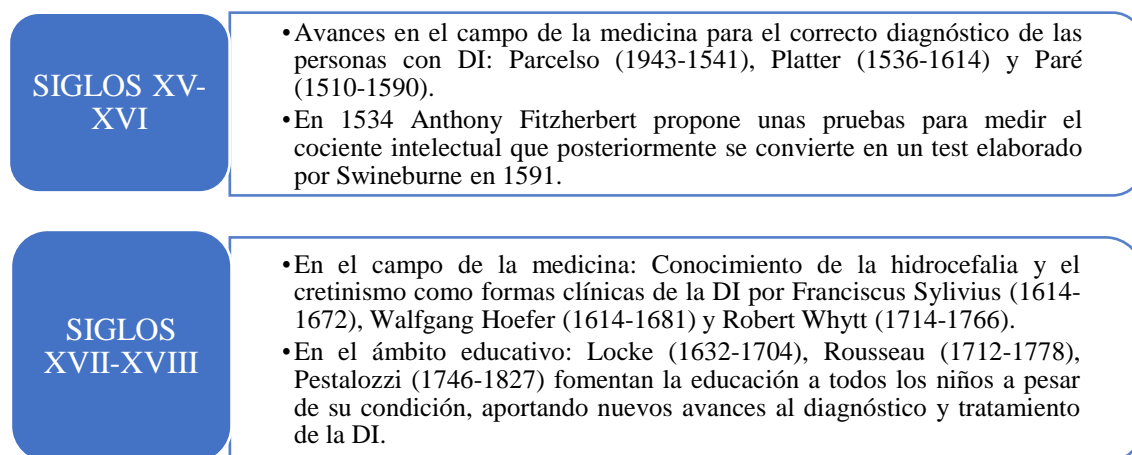 SIGLOS XV-
XVI
•Avances en el campo de la medicina para el correcto diagnóstico de las
personas con DI: Parcelso (1943-1541), Platter (1536-1614) y Paré
(1510-1590).
•En 1534 Anthony Fitzherbert propone unas pruebas para medir el
cociente intelectual que posteriormente se convierte en un test elaborado
por Swineburne en 1591.
SIGLOS
XVII-XVIII
•En el campo de la medicina: Conocimiento de la hidrocefalia y el
cretinismo como formas clínicas de la DI por Franciscus Sylivius (1614-
1672), Walfgang Hoefer (1614-1681) y Robert Whytt (1714-1766).
•En el ámbito educativo: Locke (1632-1704), Rousseau (1712-1778),
Pestalozzi (1746-1827) fomentan la educación a todos los niños a pesar
de su condición, aportando nuevos avances al diagnóstico y tratamiento
de la DI.